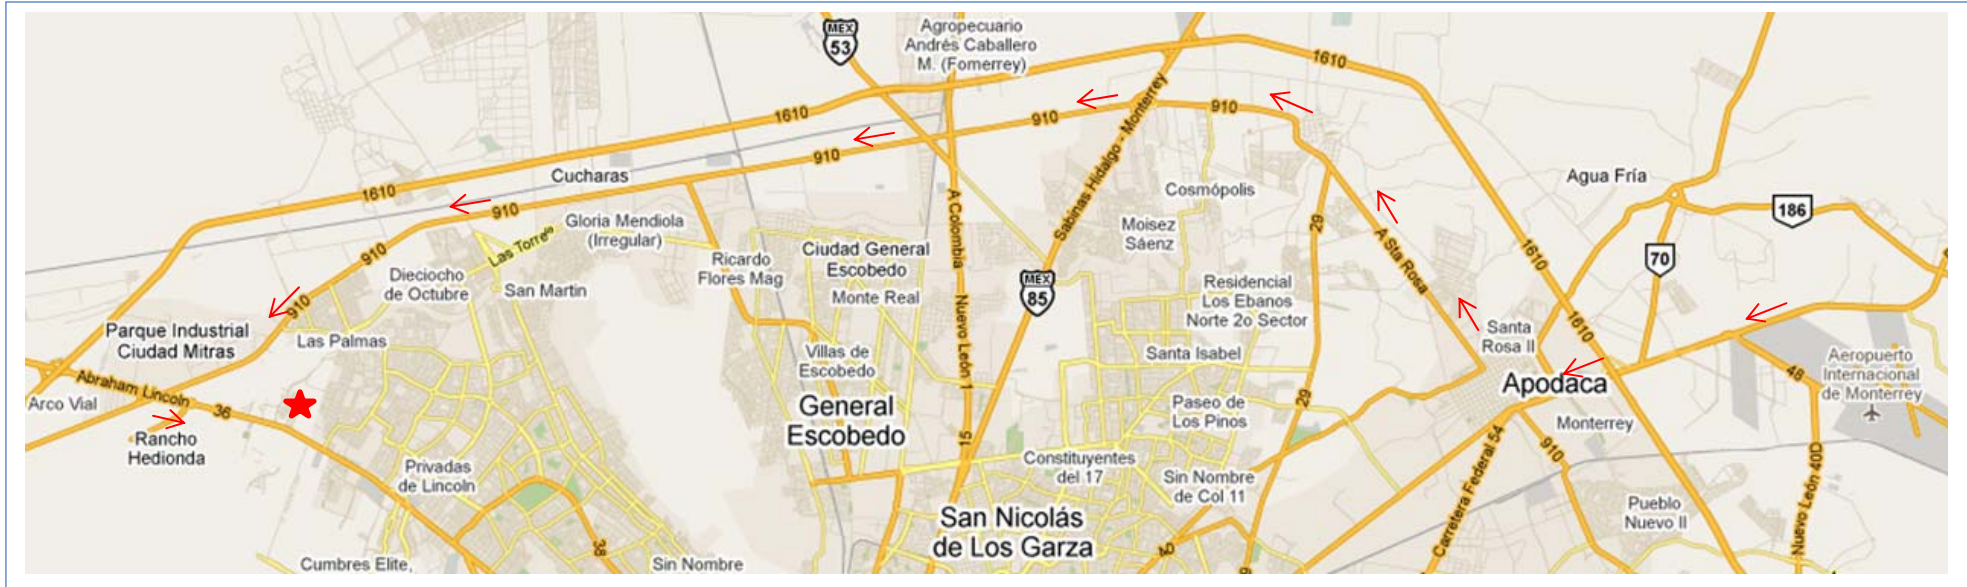 MEX
53
Agropecuario
Andrés Caballero
M. (Fomerrey)
1610
1610
910
910
910
1610
Cucharas
910
910
910
Sabinas Hidalgo - Monterrey
Cosmópolis
Agua Fría
186
70
Gloria Mendiola
(Irregular)
Las Torres
Moisez
Sáenz
29
A Sta Rosa
1610
A Colombia
Nuevo León 1
15
Ricardo
Flores Mag
Ciudad General
Escobedo
Monte Real
Dieciocho
de Octubre
San Martin
MEX
85
Residencial
Los Ebanos
Norte 2o Sector
1610
Parque Industrial
Ciudad Mitras
Las Palmas
Villas de
Escobedo
Santa Isabel
Santa
Rosa II
Apodaca
48
Aeropuerto
Internacional
de Monterrey
Abraham Lincoln
36
Arco Vial
Rancho
Hedionda
General
Escobedo
29
Paseo de
Los Pinos
Monterrey
910
Privadas
de Lincoln
Constituyentes
del 17
Sin Nombre
de Col 11
Carretera Federal 54
Nuevo León 40D
Pueblo
Nuevo II
San Nicolás
de Los Garza
38
40
Cumbres Elite,
Sin Nombre